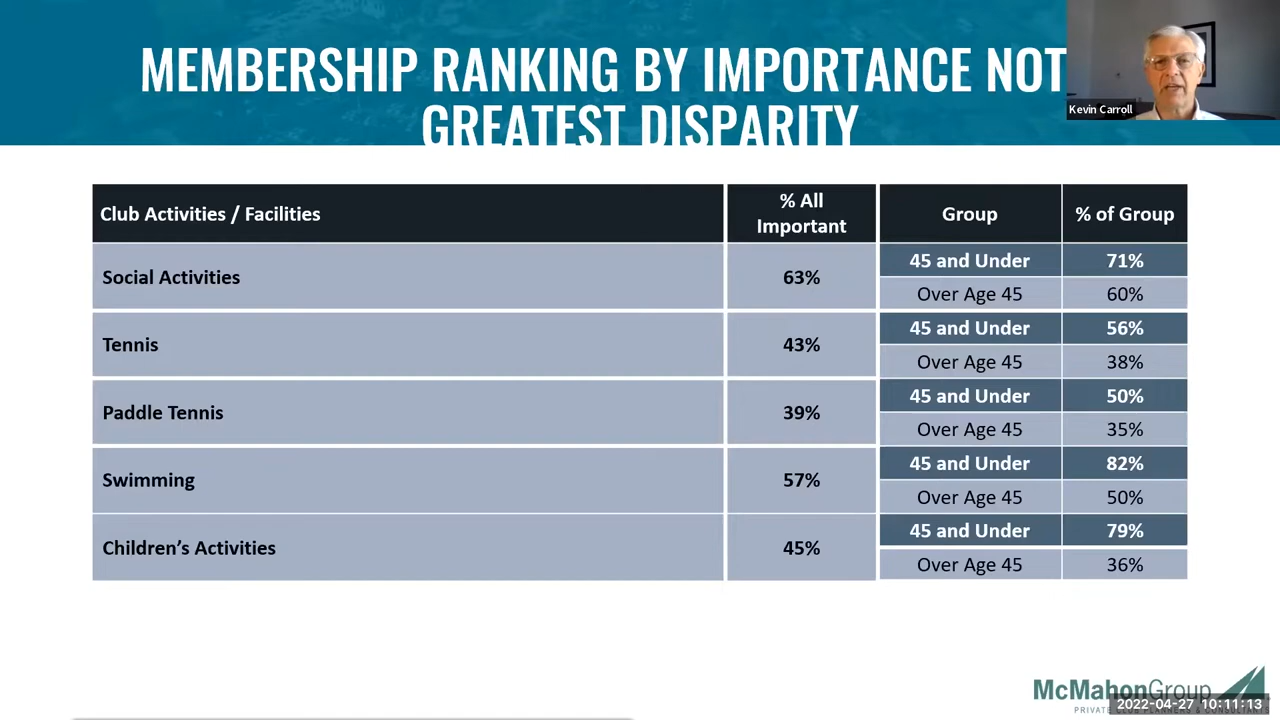 MEMBERSHIP RANKING BY IMPORTANCE NOT
GREATEST DISPARITY
Kevin Carroll
Club Activities / Facilities
% All
Important
Group
% of Group
Social Activities
63%
45 and Under
71%
Over Age 45
60%
Tennis
43%
45 and Under
56%
Over Age 45
38%
Paddle Tennis
39%
45 and Under
50%
Over Age 45
35%
Swimming
57%
45 and Under
82%
Over Age 45
50%
Children’s Activities
45%
45 and Under
79%
Over Age 45
36%
McMahonGroup
PRIVATE CLUB PLANNERS & CONSULTANTS
2022-04-27 10:11:13